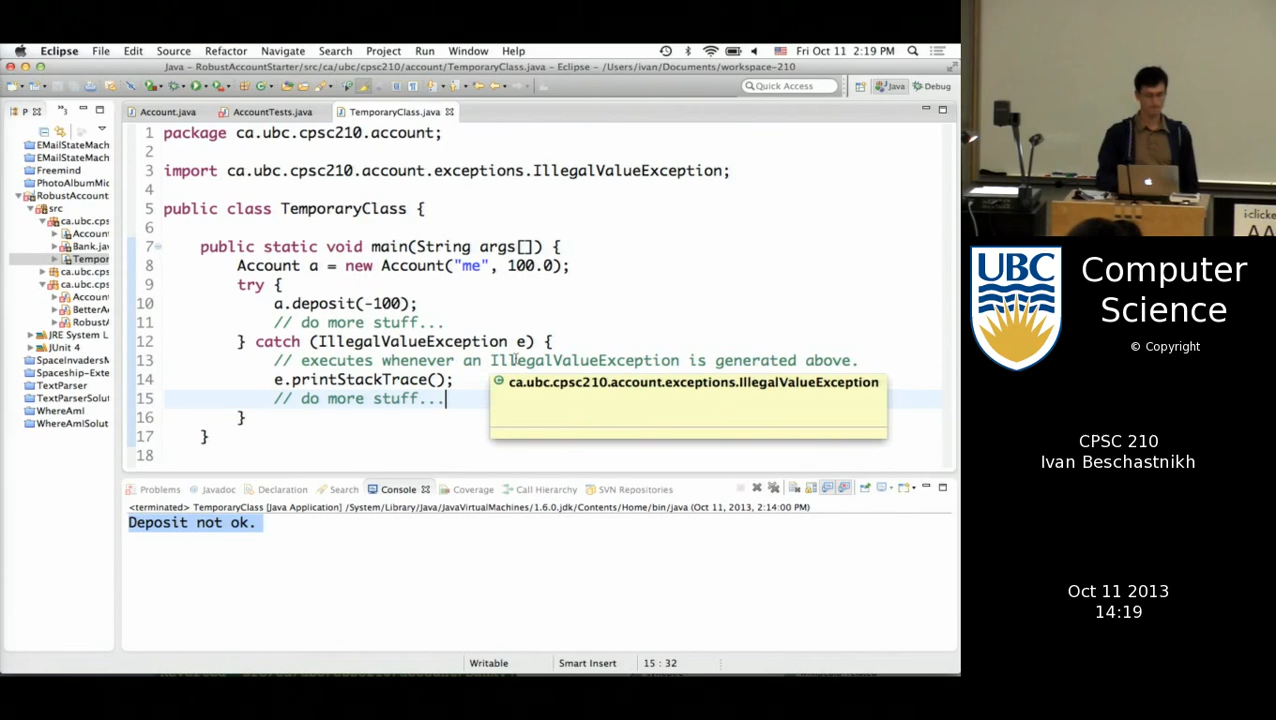 Eclipse File Edit Source Refactor Navigate Search Project Run Window Help Fri Oct 11 2:19 PM
Java - RobustAccountStarter/src/ca/ubc/cpsc210/account/TemporaryClass.java - Eclipse - /Users/ivan/Documents/workspace-210
Quick Access Java Debug
P 3 Account.java AccountTests.java TemporaryClass.java
1 package ca.ubc.cpsc210.account;
2
3 import ca.ubc.cpsc210.account.exceptions.IllegalValueException;
4
5 public class TemporaryClass {
6
7 public static void main(String args[]) {
8 Account a = new Account("me", 100.0);
9 try {
10 a.deposit(-100);
11 // do more stuff...
12 } catch (IllegalValueException e) {
13 // executes whenever an IllegalValueException is generated above.
14 e.printStackTrace();
15 // do more stuff...
16 }
17 }
18
ca.ubc.cpsc210.account.exceptions.IllegalValueException
EMailStateMach
EMailStateMach
Freemind
PhotoAlbumMic
RobustAccount
src
ca.ubc.cps
Accoun
Bank.jav
Tempor
ca.ubc.cps
ca.ubc.cps
Account
BetterAc
RobustA
JRE System L
JUnit 4
SpaceInvadersM
Spaceship-Exte
TextParser
TextParserSolut
WhereAmI
WhereAmISolut
Problems Javadoc Declaration Search Console Coverage Call Hierarchy SVN Repositories
<terminated> TemporaryClass [Java Application] /System/Library/Java/JavaVirtualMachines/1.6.0.jdk/Contents/Home/bin/java (Oct 11, 2013, 2:14:00 PM)
Deposit not ok.
Writable Smart Insert 15 : 32
i-clicker
UBC
Computer
Science
© Copyright
CPSC 210
Ivan Beschastnikh
Oct 11 2013
14:19